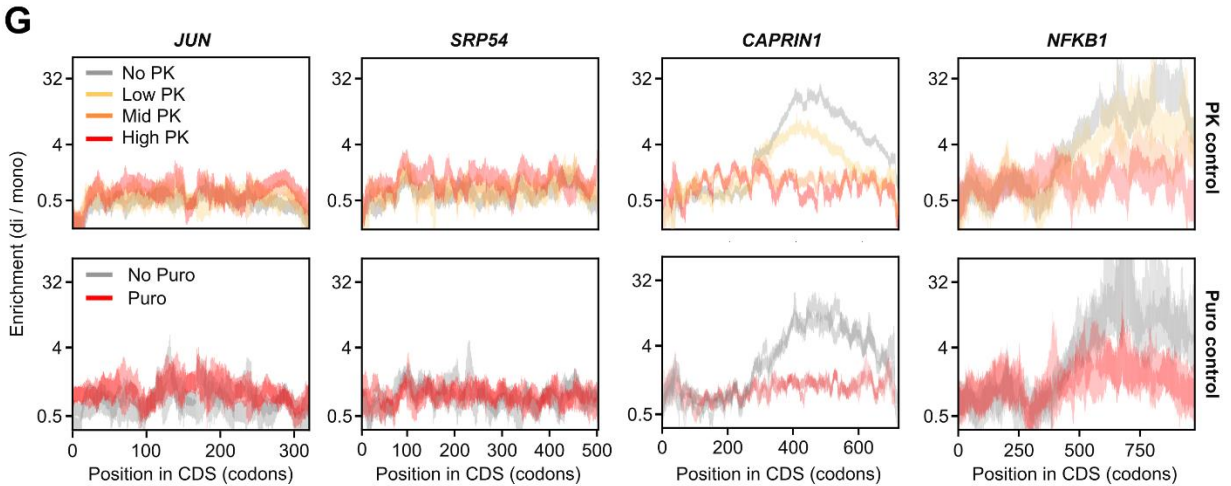 G
JUN
SRP54
CAPRIN1
NFKB1
Enrichment (di / mono)
32
4
0.5
No PK
Low PK
Mid PK
High PK
32
4
0.5
32
4
0.5
32
4
0.5
PK control
32
4
0.5
No Puro
Puro
32
4
0.5
32
4
0.5
32
4
0.5
Puro control
0 100 200 300
0 100 200 300 400 500
0 200 400 600
0 250 500 750
Position in CDS (codons)
Position in CDS (codons)
Position in CDS (codons)
Position in CDS (codons)